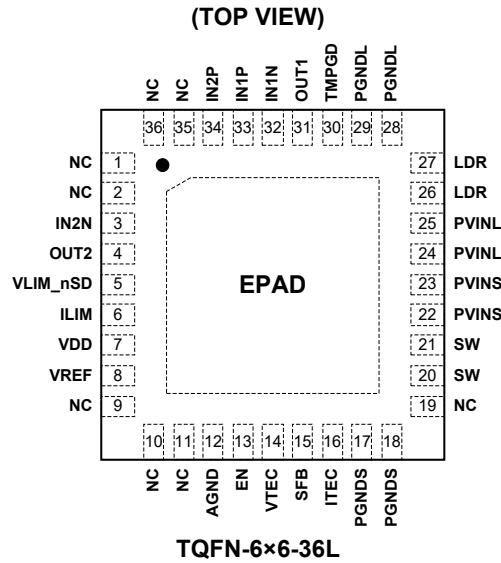 (TOP VIEW)
NC NC IN2P IN1P IN1N OUT1 TMPGD PGNDL PGNDL
36 35 34 33 32 31 30 29 28
NC 1
NC 2
IN2N 3
OUT2 4
VLIM_nSD 5
ILIM 6
VDD 7
VREF 8
NC 9
EPAD
27 LDR
26 LDR
25 PVINL
24 PVINL
23 PVINS
22 PVINS
21 SW
20 SW
19 NC
10 11 12 13 14 15 16 17 18
NC NC AGND EN VTEC SFB ITEC PGNDS PGNDS
TQFN-6×6-36L